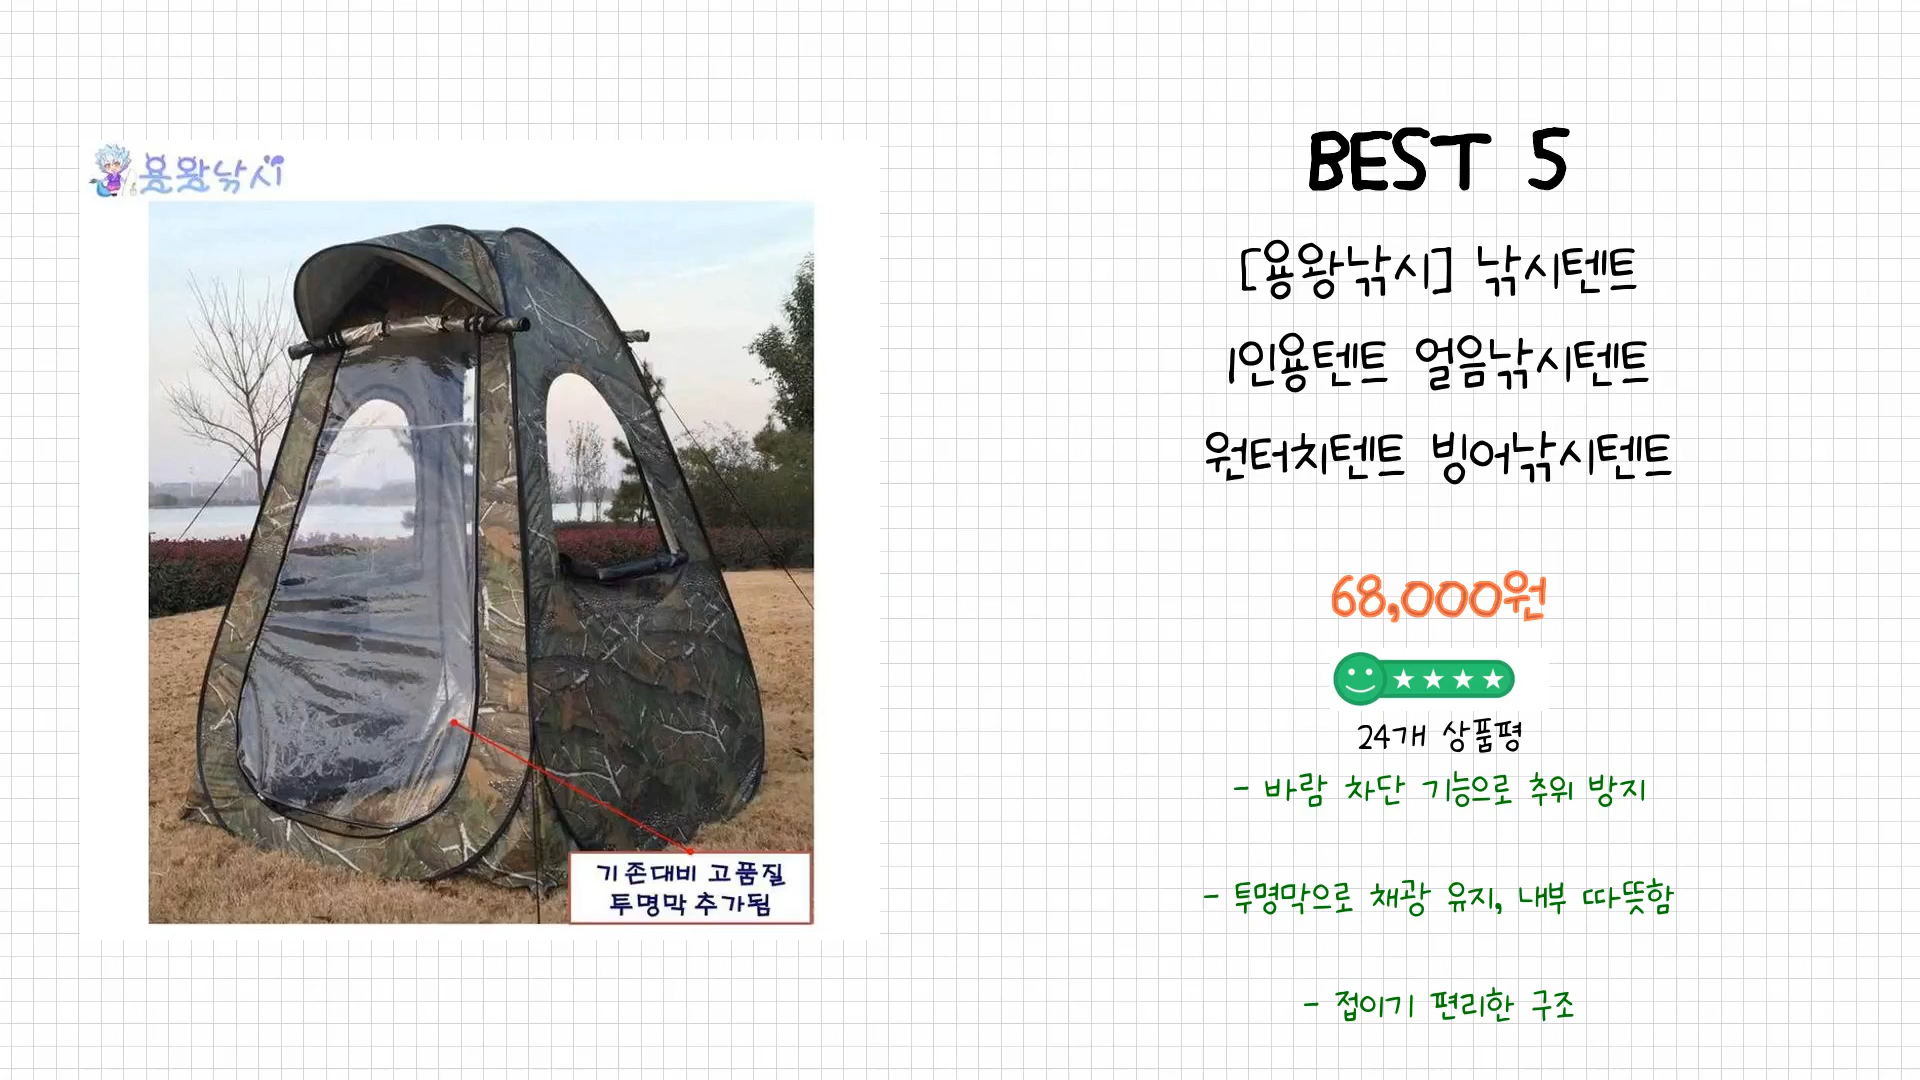 용왕낚시
기존대비 고품질
투명막 추가됨
BEST 5
[용왕낚시] 낚시텐트
1인용텐트 얼음낚시텐트
원터치텐트 빙어낚시텐트
68,000원
24개 상품평
- 바람 차단 기능으로 추위 방지
- 투명막으로 채광 유지, 내부 따뜻함
- 접이기 편리한 구조